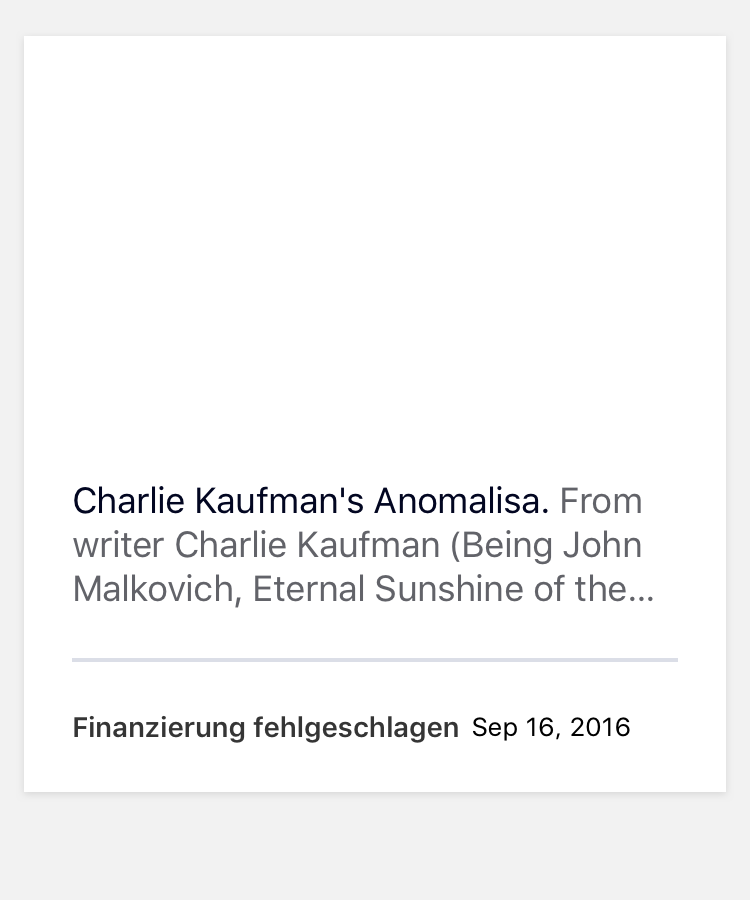 Charlie Kaufman's Anomalisa. From
writer Charlie Kaufman (Being John
Malkovich, Eternal Sunshine of the...
Finanzierung fehlgeschlagen Sep 16, 2016